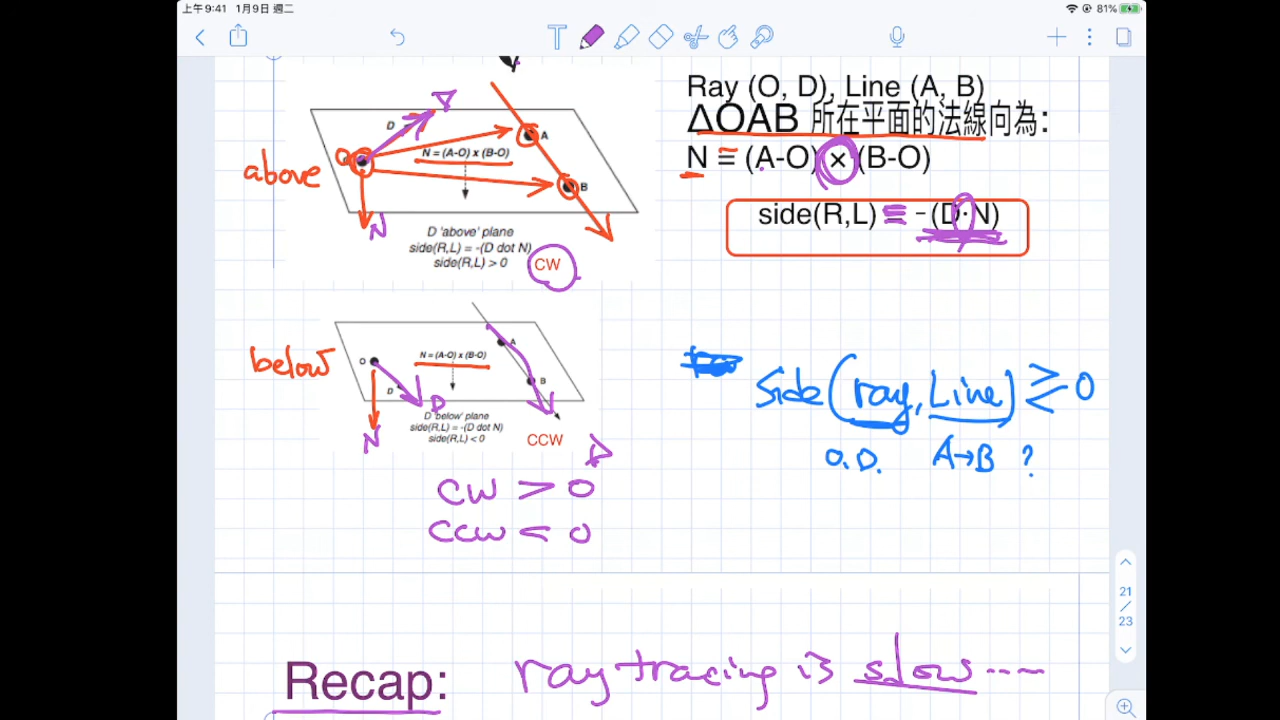 上午9:41 1月9日 週二
81%
Ray (O, D), Line (A, B)
ΔOAB 所在平面的法線向為:
N ≡ (A-O) × (B-O)
side(R,L) ≡ -(D·N)
above
D
D
O
A
N = (A-O) x (B-O)
B
N
D 'above' plane
side(R,L) = -(D dot N)
side(R,L) > 0
CW
below
O
A
N = (A-O) x (B-O)
B
D
D
N
D 'below' plane
side(R,L) = -(D dot N)
side(R,L) < 0
CCW
CW > 0
CCW < 0
Side(ray, Line) ≷ 0
O.D. A→B ?
21
/
23
Recap: ray tracing is slow-----